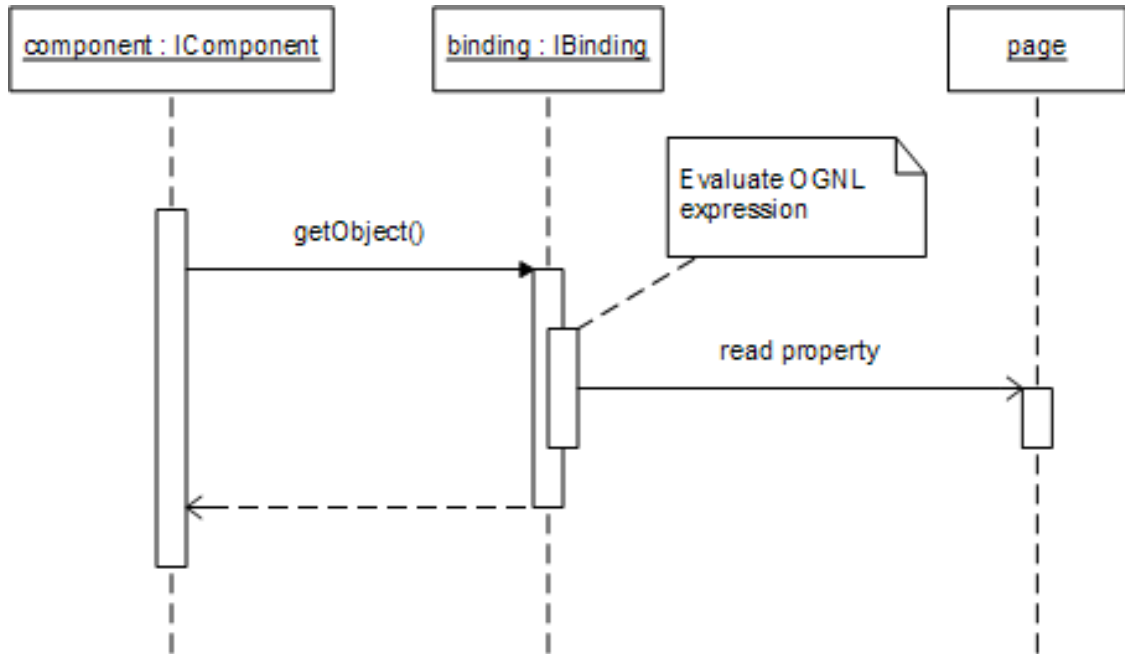 component : IComponent
binding : IBinding
page
Evaluate OGNL
expression
getObject()
read property